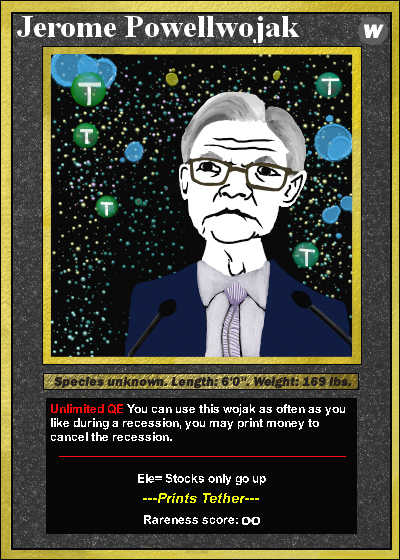 Jerome Powellwojak
W
T
T
T
T
T
Species unknown. Length: 6'0". Weight: 169 lbs.
Unlimited QE You can use this wojak as often as you
like during a recession, you may print money to
cancel the recession.
Ele= Stocks only go up
---Prints Tether---
Rareness score: ∞